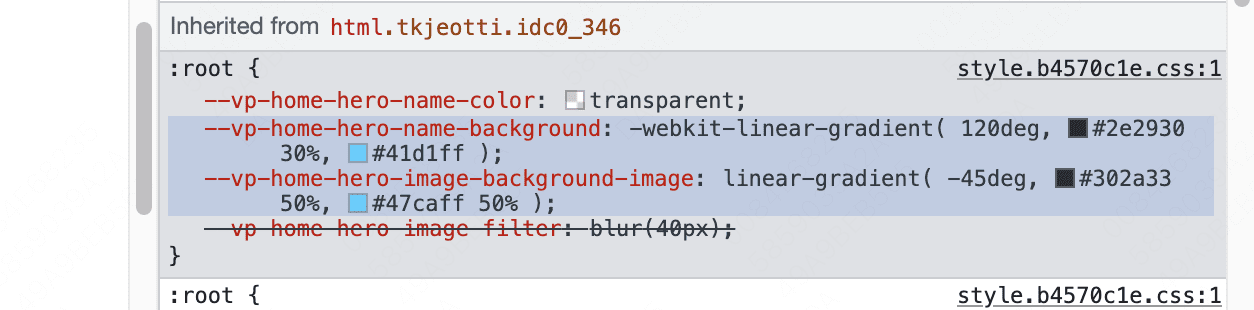 Inherited from html.tkjeotti.idc0_346
:root { style.b4570c1e.css:1
--vp-home-hero-name-color: transparent;
--vp-home-hero-name-background: -webkit-linear-gradient( 120deg, #2e2930
30%, #41d1ff );
--vp-home-hero-image-background-image: linear-gradient( -45deg, #302a33
50%, #47caff 50% );
--vp-home-hero-image-filter: blur(40px);
}
:root { style.b4570c1e.css:1